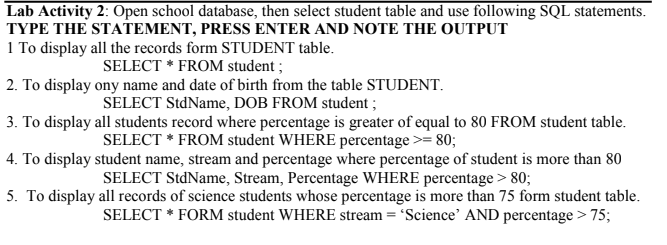 Lab Activity 2: Open school database, then select student table and use following SQL statements.
TYPE THE STATEMENT, PRESS ENTER AND NOTE THE OUTPUT
1 To display all the records form STUDENT table.
SELECT * FROM student ;
2. To display ony name and date of birth from the table STUDENT.
SELECT StdName, DOB FROM student ;
3. To display all students record where percentage is greater of equal to 80 FROM student table.
SELECT * FROM student WHERE percentage >= 80;
4. To display student name, stream and percentage where percentage of student is more than 80
SELECT StdName, Stream, Percentage WHERE percentage > 80;
5. To display all records of science students whose percentage is more than 75 form student table.
SELECT * FORM student WHERE stream = ‘Science’ AND percentage > 75;